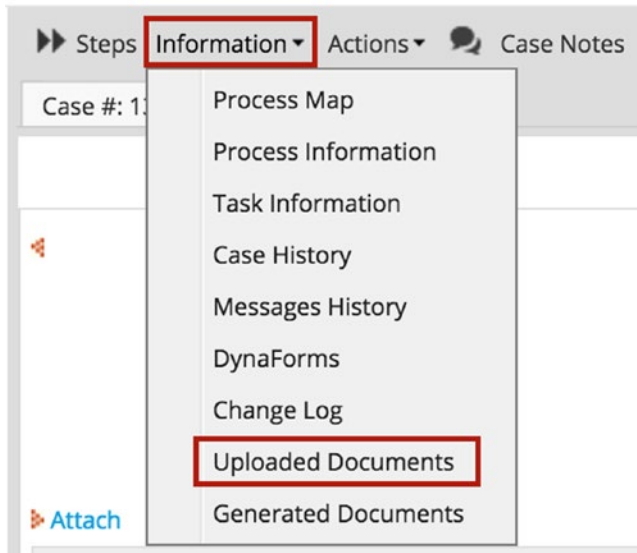 Steps Information Actions Case Notes
Case #: 1
Process Map
Process Information
Task Information
Case History
Messages History
DynaForms
Change Log
Uploaded Documents
Attach
Generated Documents